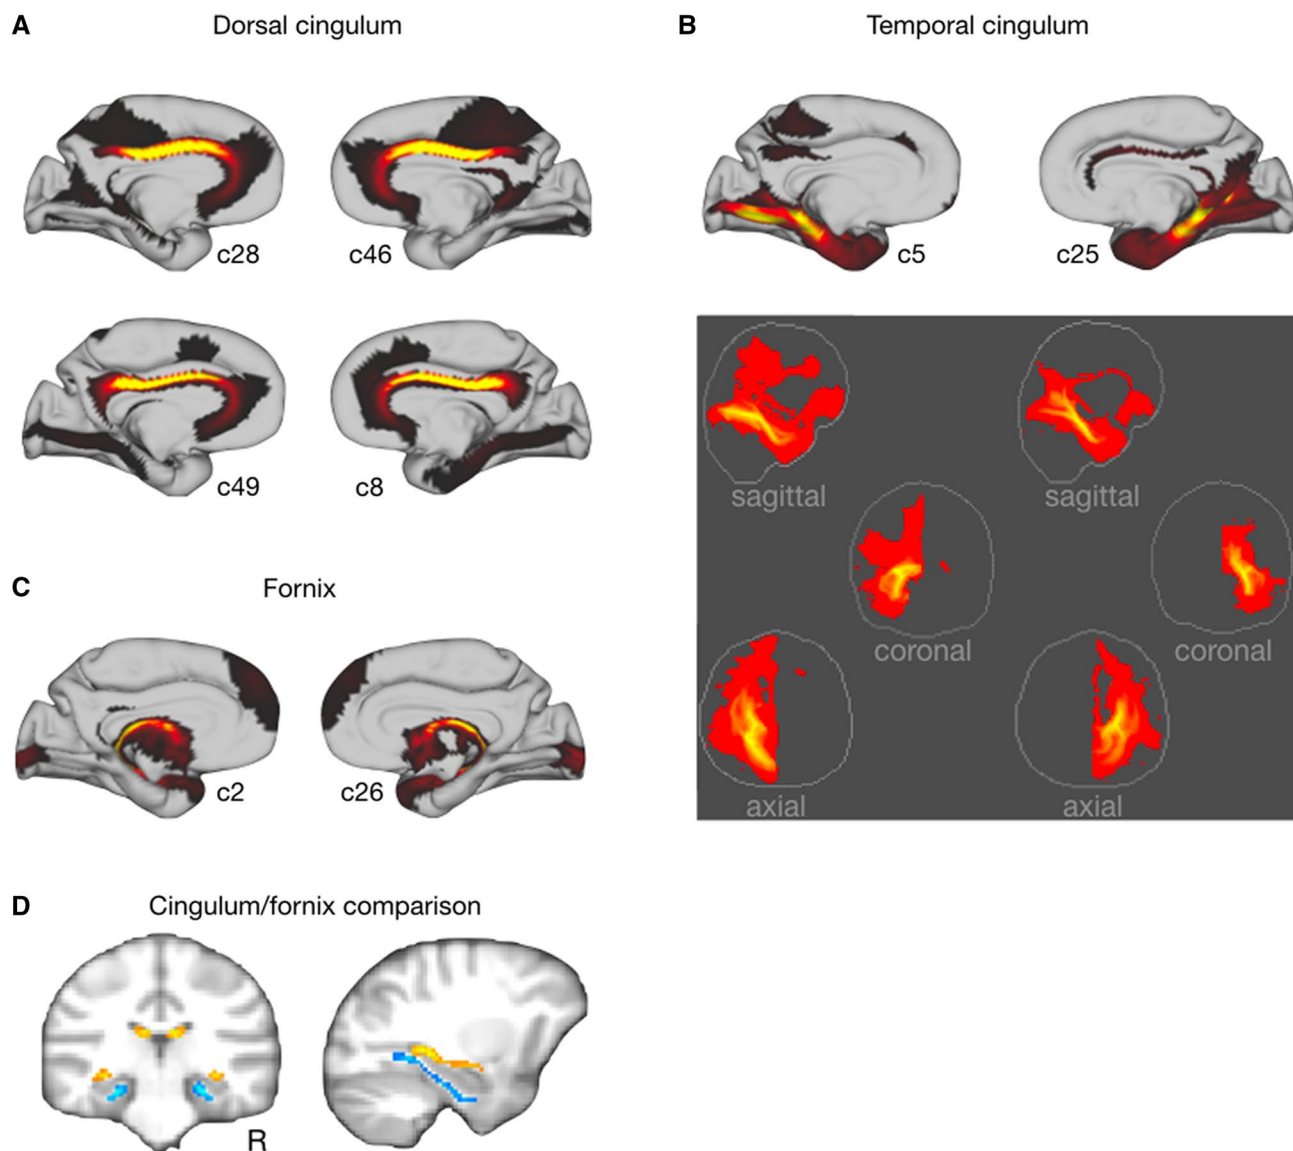 A
Dorsal cingulum
c28
c46
c49
c8
B
Temporal cingulum
c5
c25
sagittal
sagittal
coronal
coronal
axial
axial
C
Fornix
c2
c26
D
Cingulum/fornix comparison
R